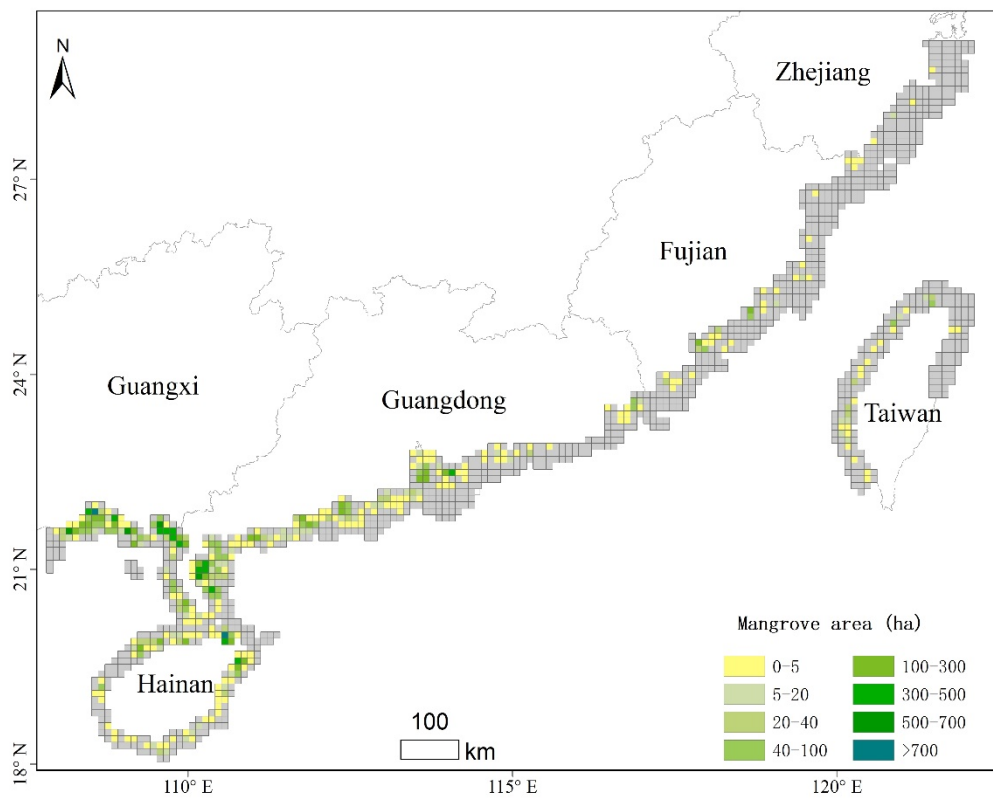 N
Zhejiang
27° N
Fujian
24° N
Guangxi
Guangdong
Taiwan
21° N
Mangrove area (ha)
0-5
100-300
5-20
300-500
20-40
500-700
40-100
>700
Hainan
100
km
18° N
110° E
115° E
120° E